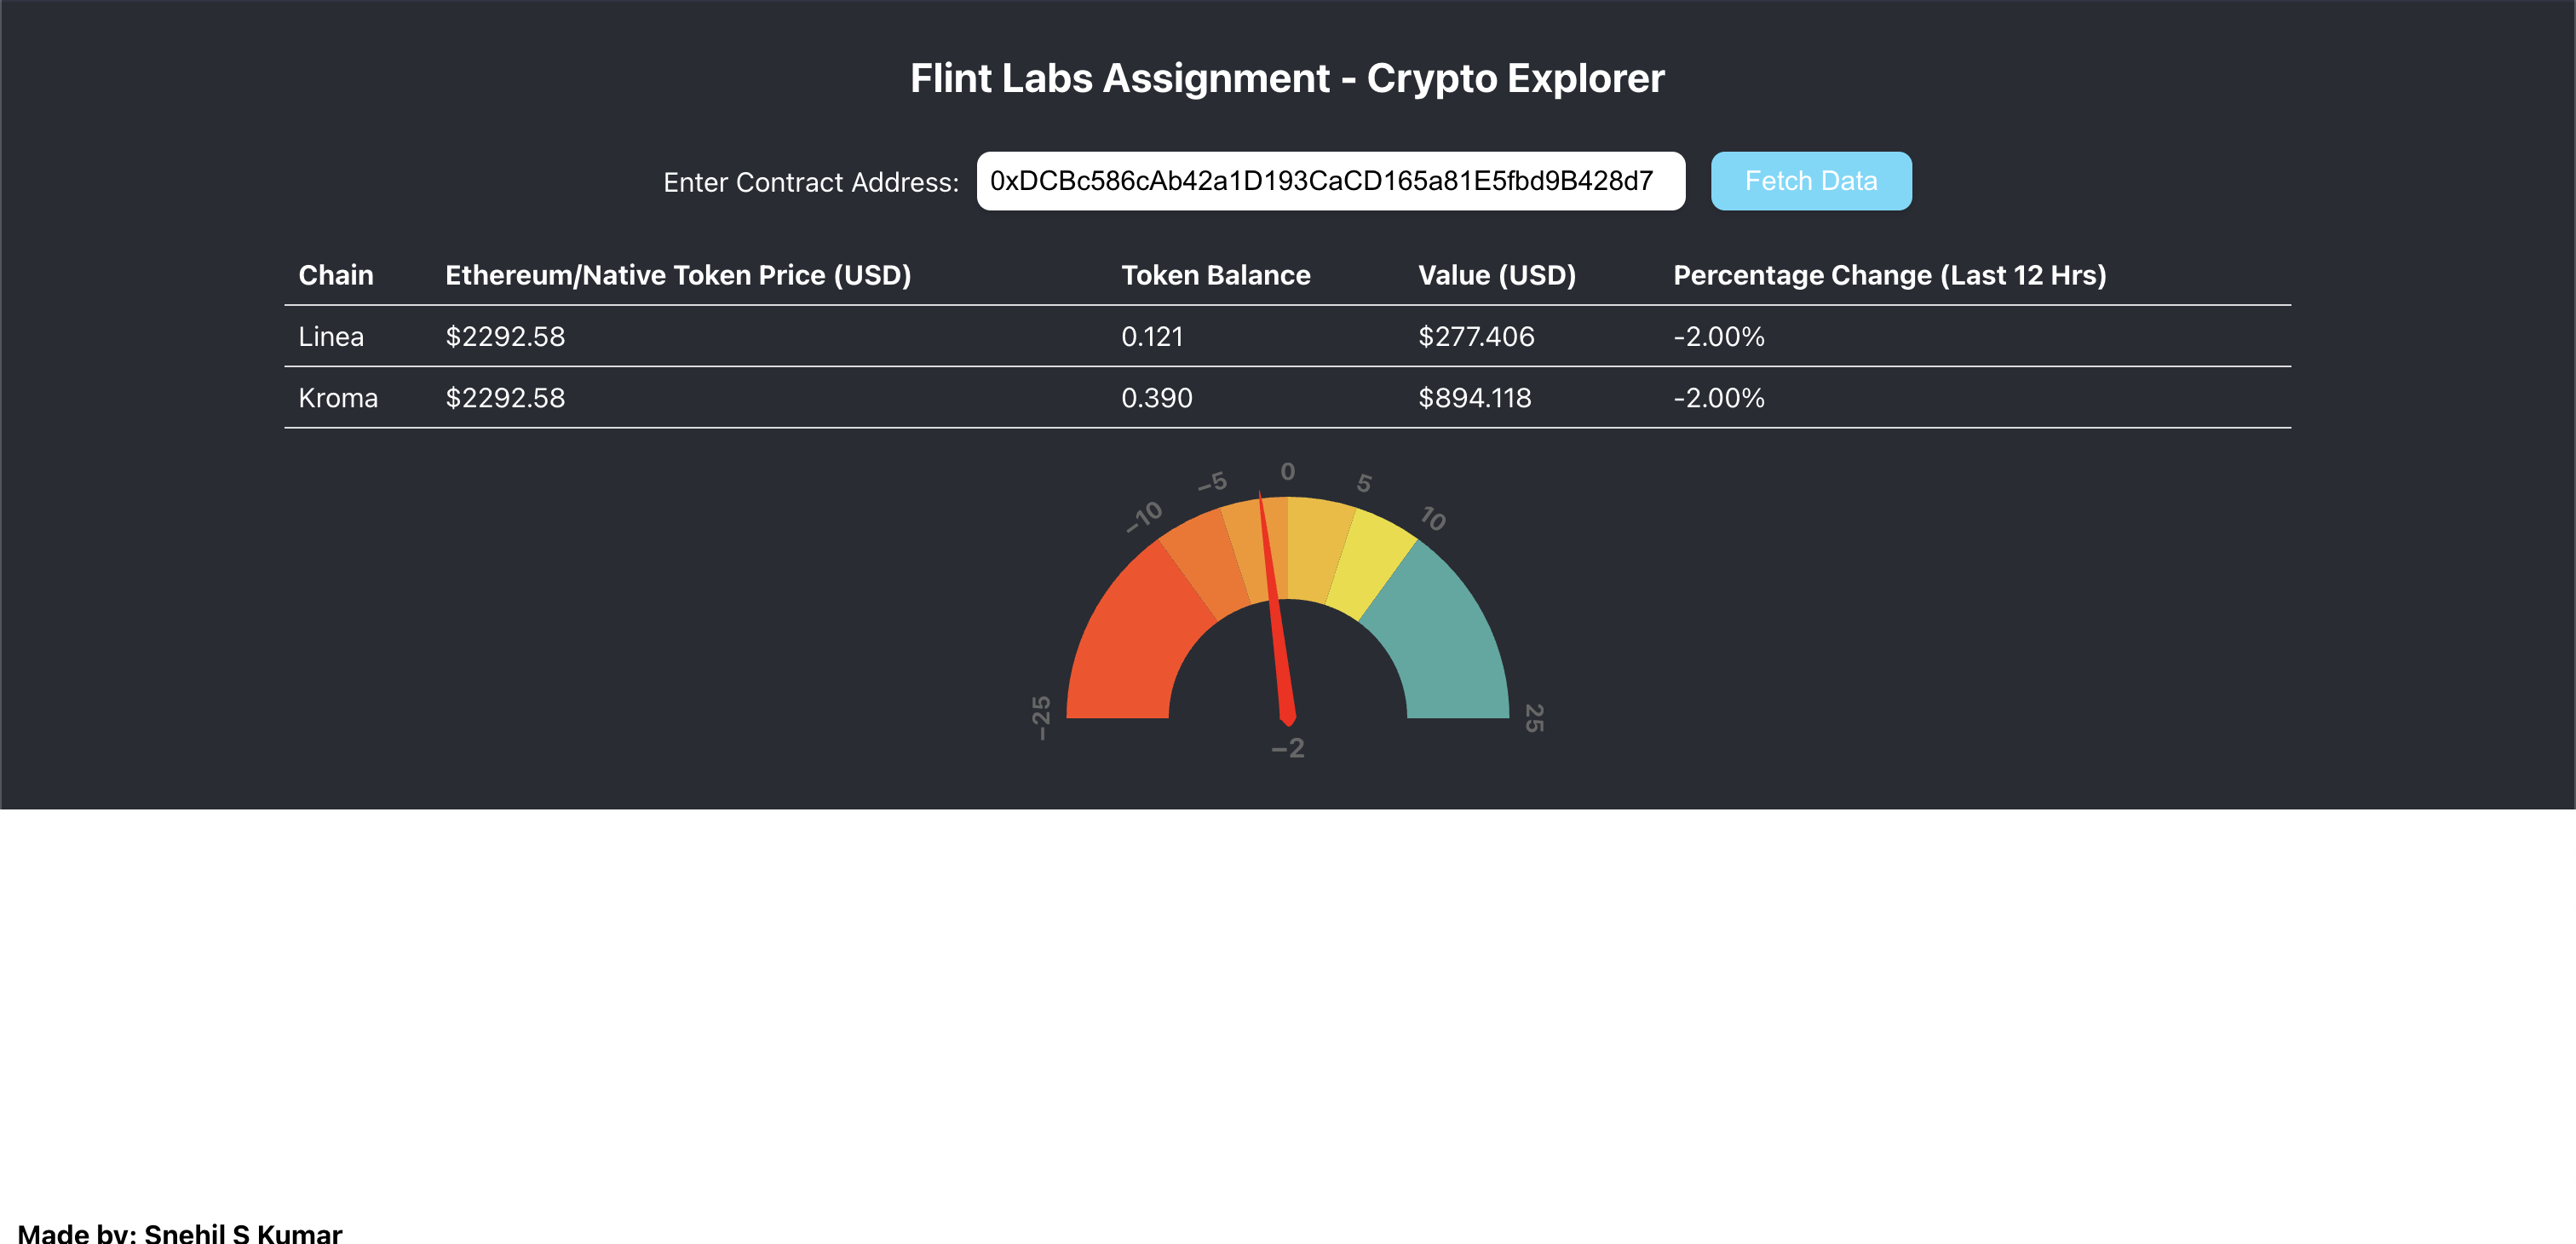 Flint Labs Assignment - Crypto Explorer
Enter Contract Address: 0xDCBc586cAb42a1D193CaCD165a81E5fbd9B428d7 Fetch Data
Chain Ethereum/Native Token Price (USD) Token Balance Value (USD) Percentage Change (Last 12 Hrs)
Linea $2292.58 0.121 $277.406 -2.00%
Kroma $2292.58 0.390 $894.118 -2.00%
−25 −10 −5 0 5 10 25
−2
Made by: Snehil S Kumar